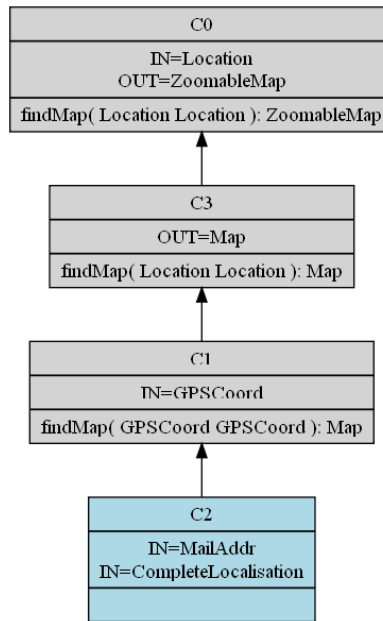 C0
IN=Location
OUT=ZoomableMap
findMap( Location Location ): ZoomableMap
C3
OUT=Map
findMap( Location Location ): Map
C1
IN=GPSCoord
findMap( GPSCoord GPSCoord ): Map
C2
IN=MailAddr
IN=CompleteLocalisation